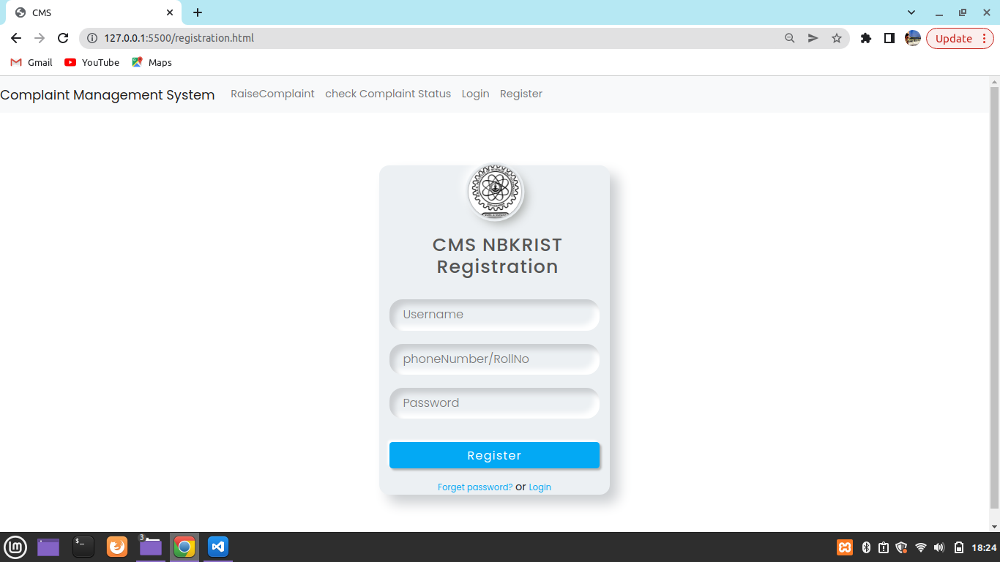 CMS
127.0.0.1:5500/registration.html
Update
Gmail
YouTube
Maps
Complaint Management System
RaiseComplaint
check Complaint Status
Login
Register
CMS NBKRIST
Registration
Username
phoneNumber/RollNo
Password
Register
Forget password? or Login
3
18:24